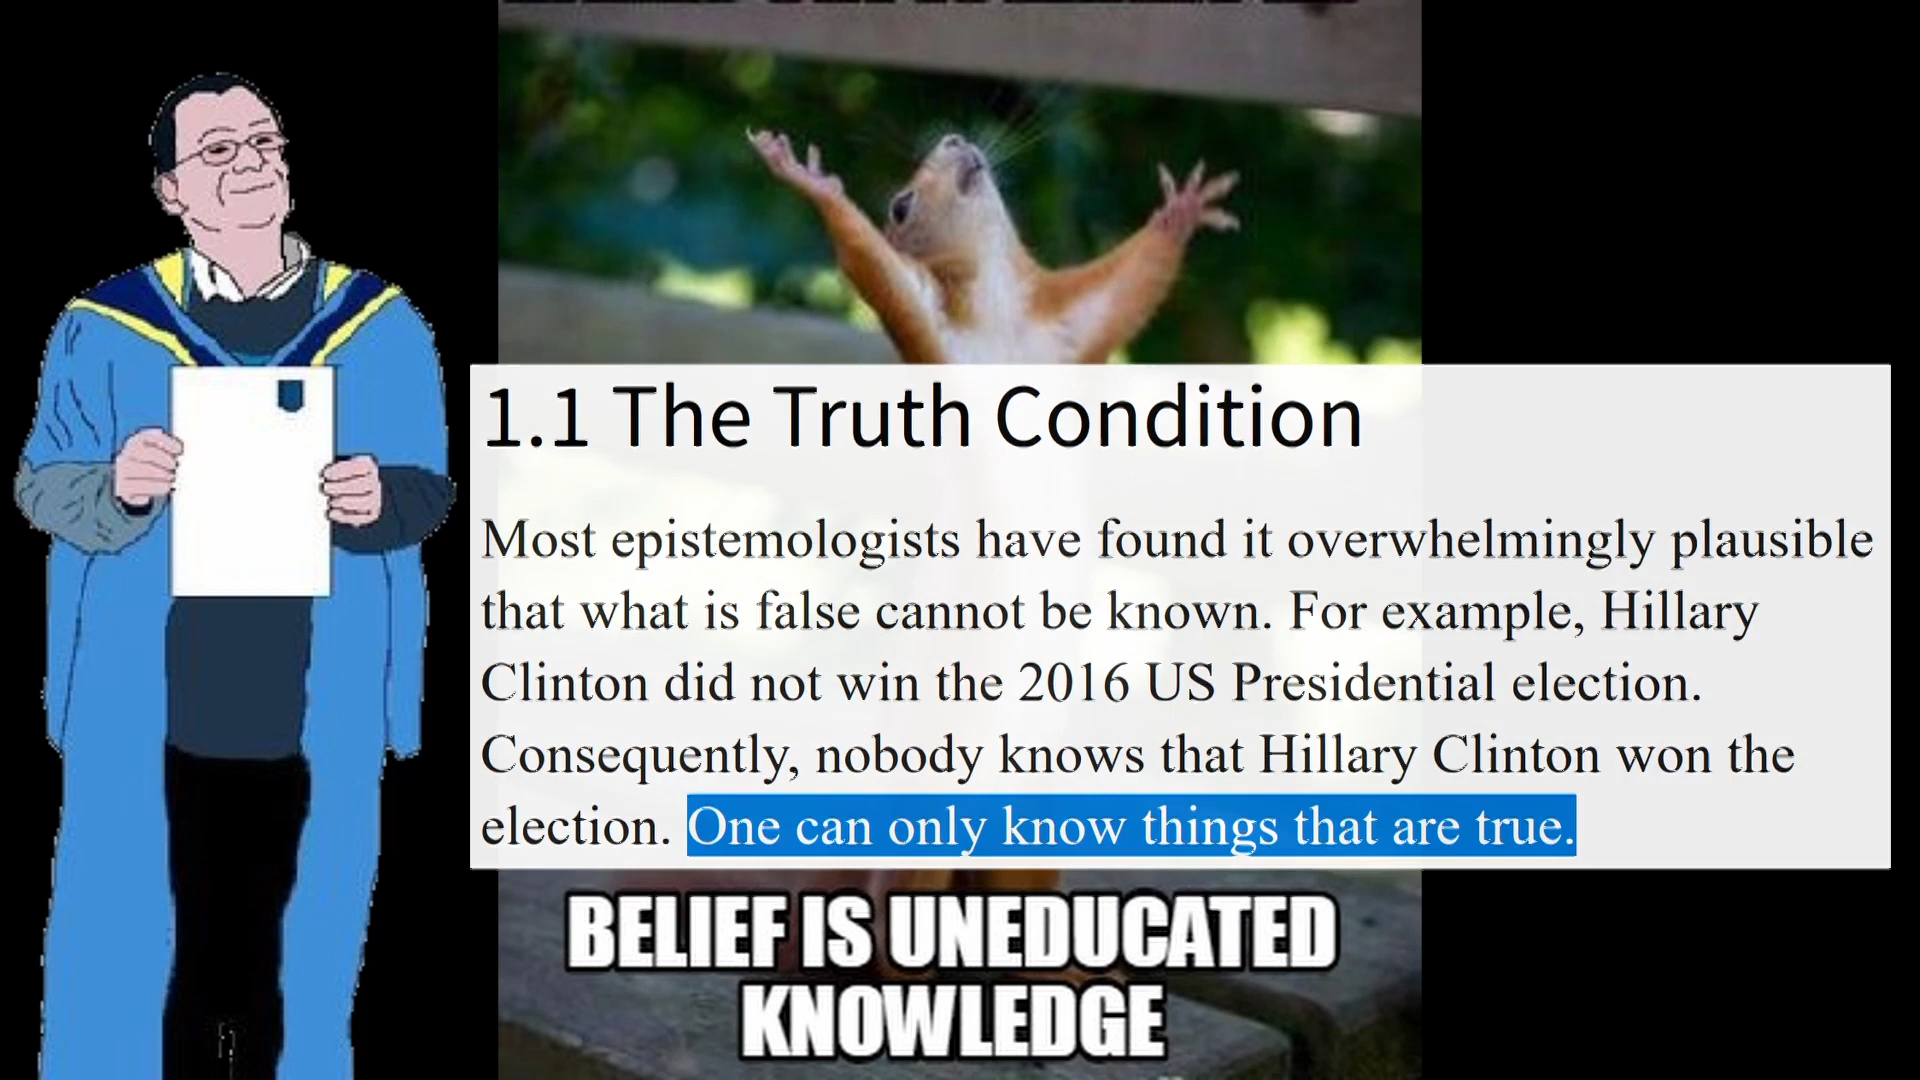 1.1 The Truth Condition
Most epistemologists have found it overwhelmingly plausible
that what is false cannot be known. For example, Hillary
Clinton did not win the 2016 US Presidential election.
Consequently, nobody knows that Hillary Clinton won the
election. One can only know things that are true.
BELIEF IS UNEDUCATED
KNOWLEDGE